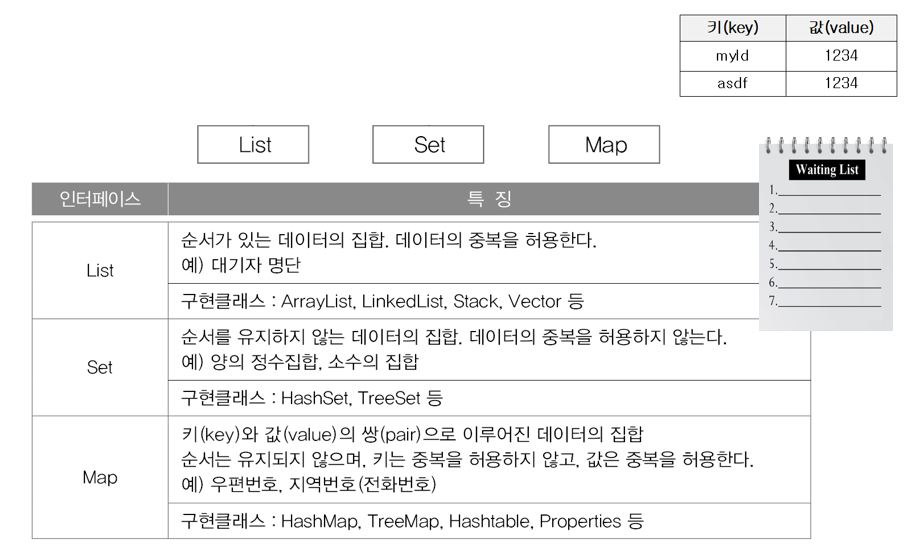 키(key) 값(value)
myId 1234
asdf 1234
List Set Map
Waiting List
1.
2.
3.
4.
5.
6.
7.
인터페이스 특 징
List
순서가 있는 데이터의 집합. 데이터의 중복을 허용한다.
예) 대기자 명단
구현클래스 : ArrayList, LinkedList, Stack, Vector 등
Set
순서를 유지하지 않는 데이터의 집합. 데이터의 중복을 허용하지 않는다.
예) 양의 정수집합, 소수의 집합
구현클래스 : HashSet, TreeSet 등
Map
키(key)와 값(value)의 쌍(pair)으로 이루어진 데이터의 집합
순서는 유지되지 않으며, 키는 중복을 허용하지 않고, 값은 중복을 허용한다.
예) 우편번호, 지역번호(전화번호)
구현클래스 : HashMap, TreeMap, Hashtable, Properties 등